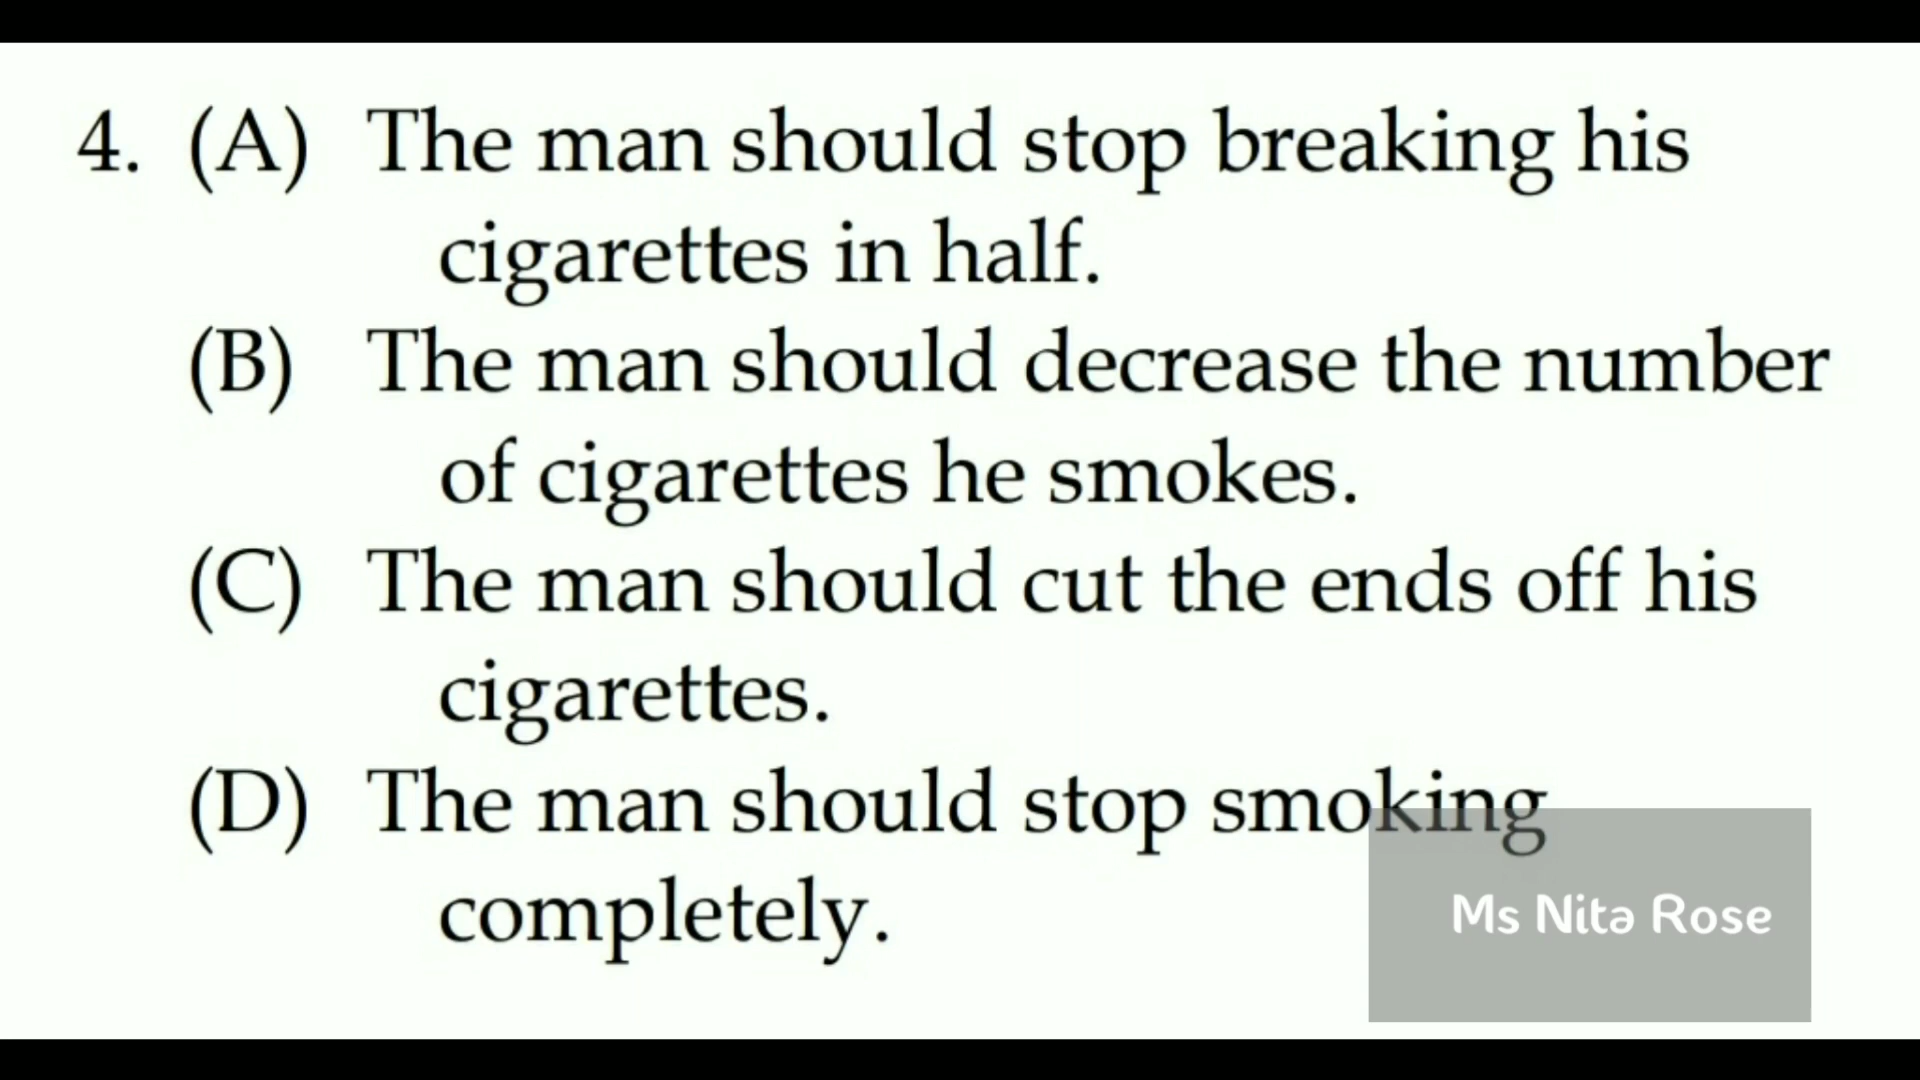 4. (A) The man should stop breaking his
cigarettes in half.
(B) The man should decrease the number
of cigarettes he smokes.
(C) The man should cut the ends off his
cigarettes.
(D) The man should stop smoking
completely.
Ms Nita Rose